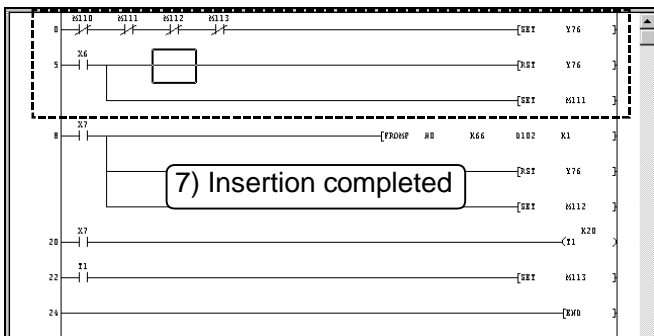 M110 M111 M112 M113
0 [SET Y76 ]
X6
5 [RST Y76 ]
[SET M111 ]
X7
8 [FROMP H0 K66 D102 K1 ]
[RST Y76 ]
7) Insertion completed
[SET M112 ]
X7 K20
20 (T1 )
T1
22 [SET M113 ]
24 [END ]